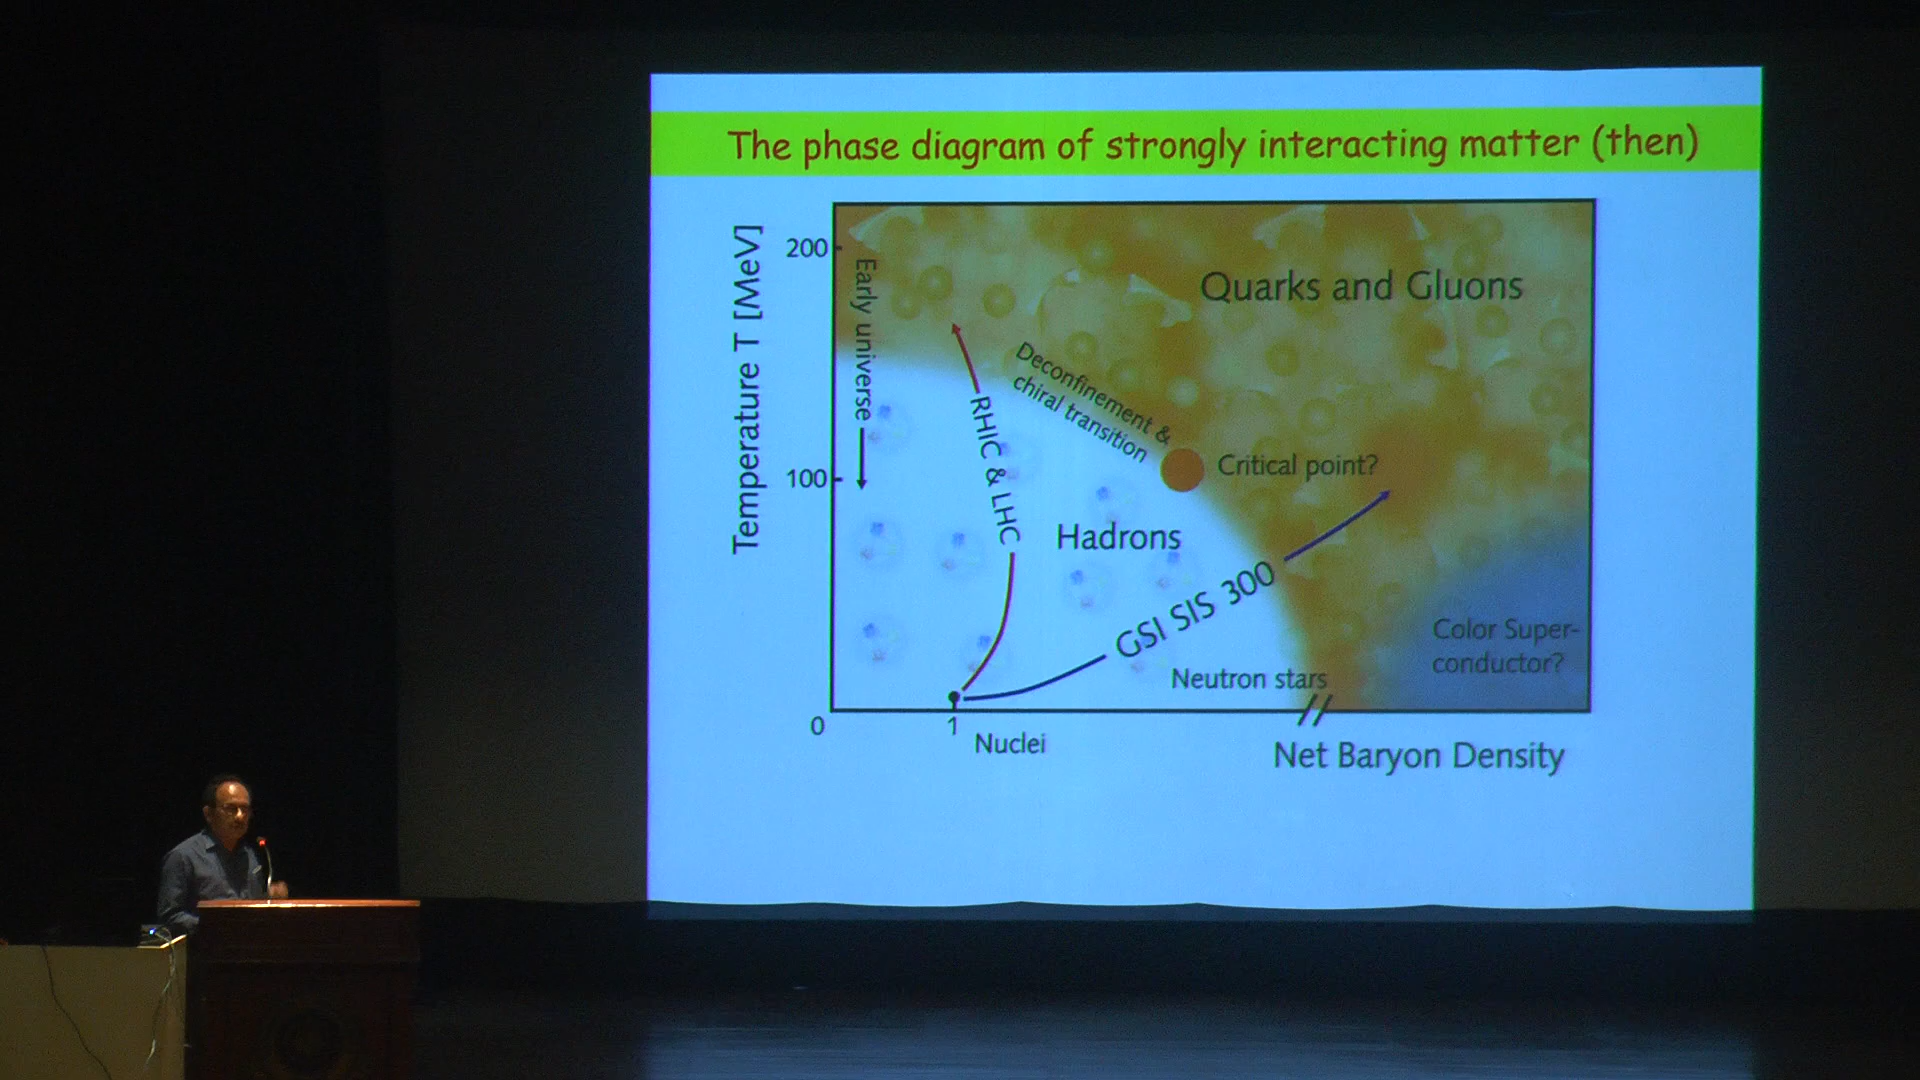 The phase diagram of strongly interacting matter (then)
Temperature T [MeV]
200
100
0
Early universe
RHIC & LHC
Deconfinement &
chiral transition
Quarks and Gluons
Critical point?
Hadrons
GSI SIS 300
Color Super-
conductor?
Neutron stars
1
Nuclei
Net Baryon Density